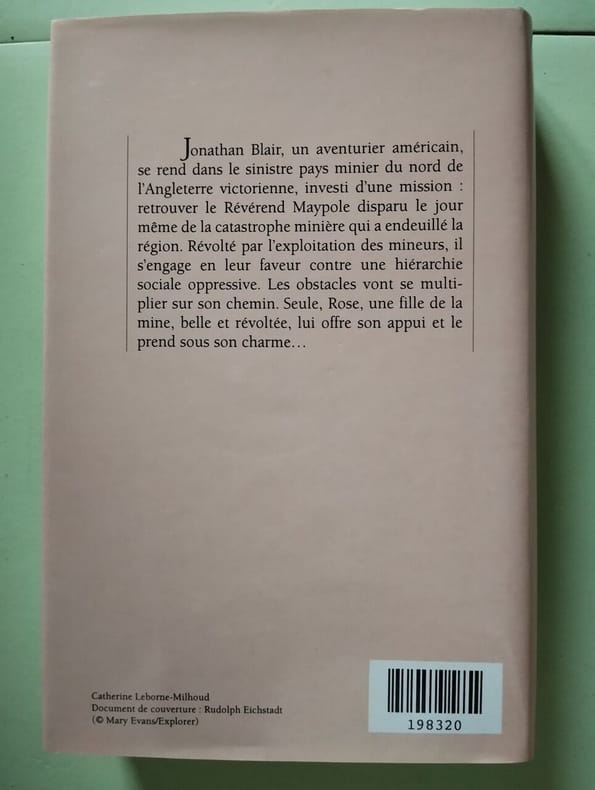 Jonathan Blair, un aventurier américain,
se rend dans le sinistre pays minier du nord de
l'Angleterre victorienne, investi d'une mission :
retrouver le Révérend Maypole disparu le jour
même de la catastrophe minière qui a endeuillé la
région. Révolté par l'exploitation des mineurs, il
s'engage en leur faveur contre une hiérarchie
sociale oppressive. Les obstacles vont se multi-
plier sur son chemin. Seule, Rose, une fille de la
mine, belle et révoltée, lui offre son appui et le
prend sous son charme...
Catherine Leborne-Milhoud
Document de couverture : Rudolph Eichstadt
(© Mary Evans/Explorer)
198320